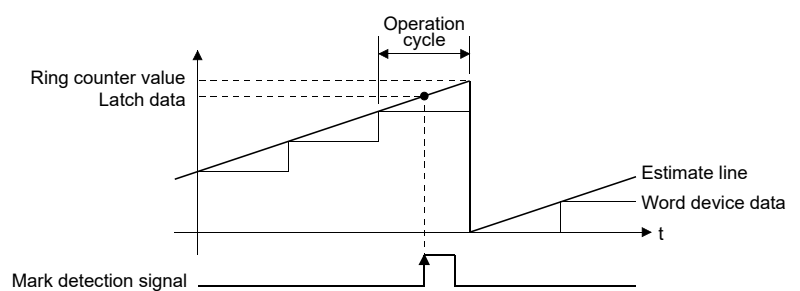 Operation
cycle
Ring counter value
Latch data
Estimate line
Word device data
t
Mark detection signal